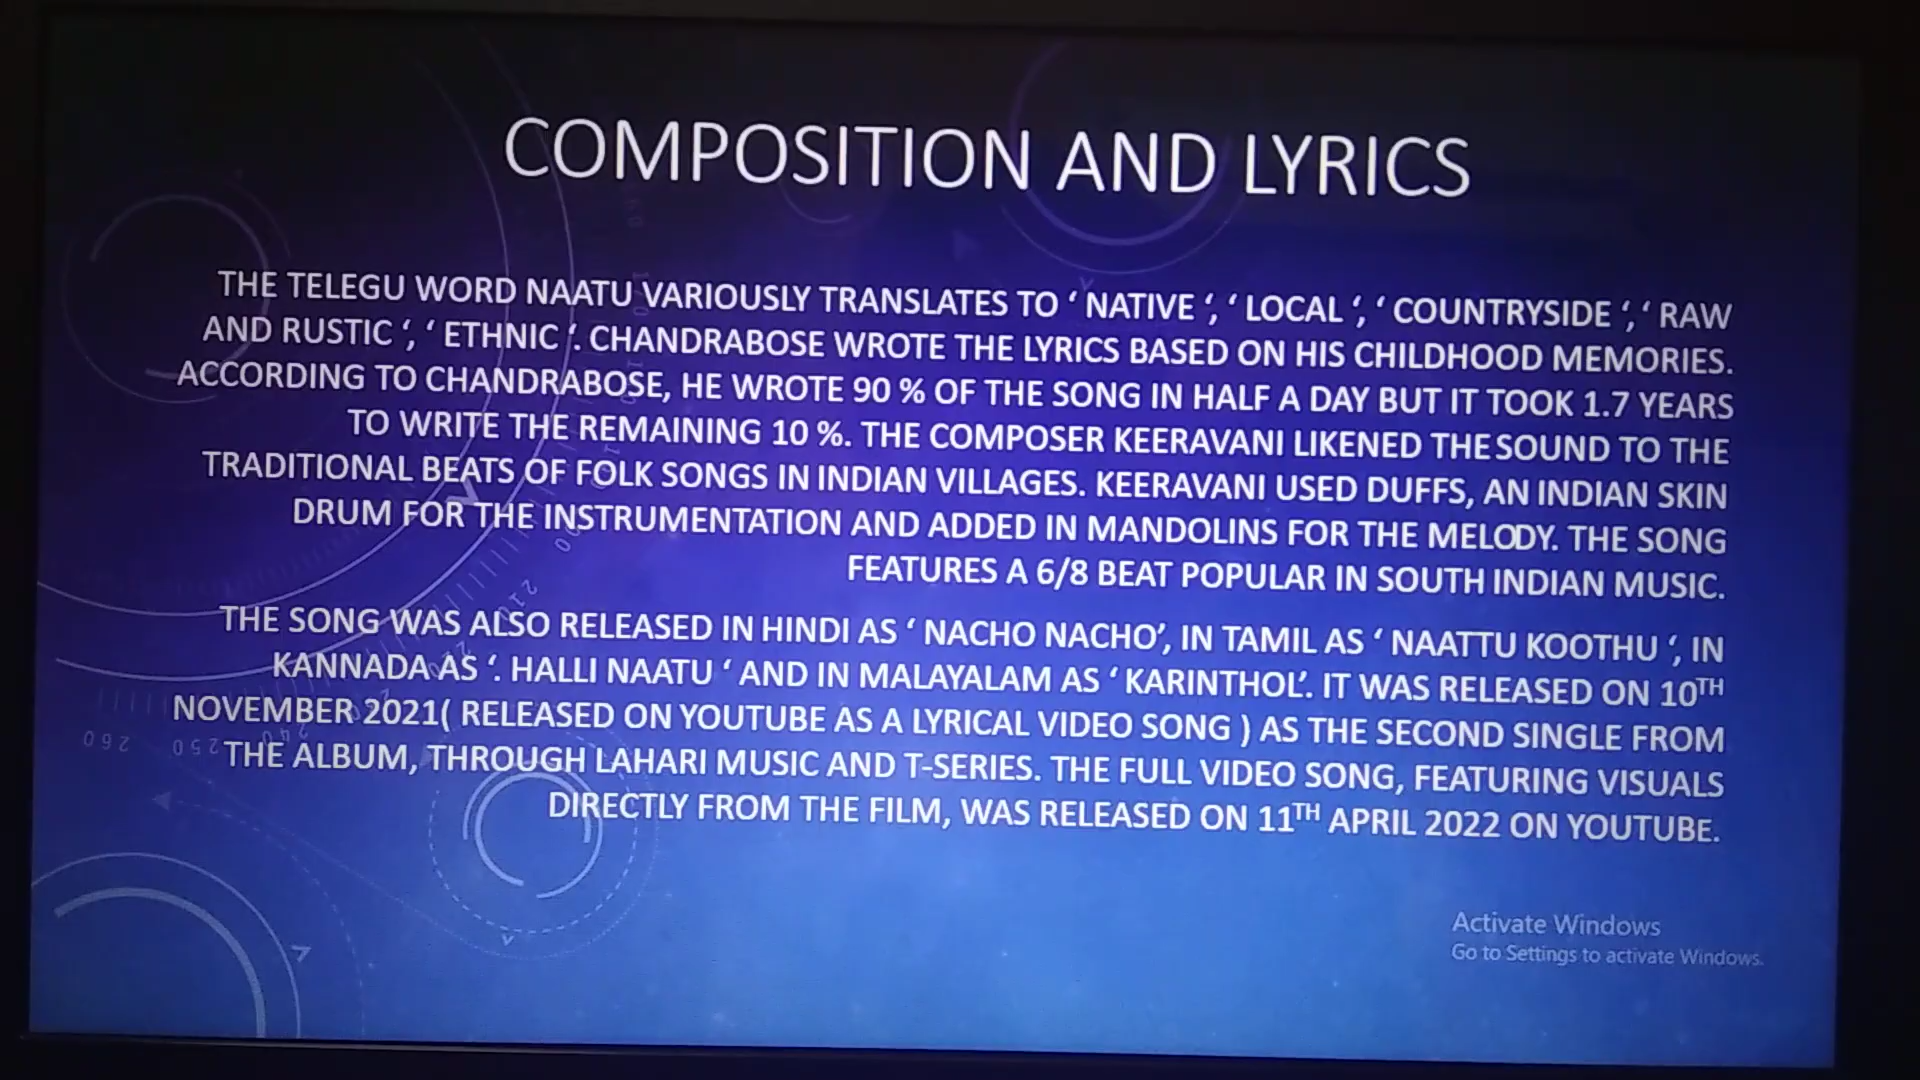 COMPOSITION AND LYRICS
THE TELEGU WORD NAATU VARIOUSLY TRANSLATES TO ‘ NATIVE ‘, ‘ LOCAL ‘, ‘ COUNTRYSIDE ‘, ‘ RAW
AND RUSTIC ‘, ‘ ETHNIC ‘. CHANDRABOSE WROTE THE LYRICS BASED ON HIS CHILDHOOD MEMORIES.
ACCORDING TO CHANDRABOSE, HE WROTE 90 % OF THE SONG IN HALF A DAY BUT IT TOOK 1.7 YEARS
TO WRITE THE REMAINING 10 %. THE COMPOSER KEERAVANI LIKENED THE SOUND TO THE
TRADITIONAL BEATS OF FOLK SONGS IN INDIAN VILLAGES. KEERAVANI USED DUFFS, AN INDIAN SKIN
DRUM FOR THE INSTRUMENTATION AND ADDED IN MANDOLINS FOR THE MELODY. THE SONG
FEATURES A 6/8 BEAT POPULAR IN SOUTH INDIAN MUSIC.
THE SONG WAS ALSO RELEASED IN HINDI AS ‘ NACHO NACHO’, IN TAMIL AS ‘ NAATTU KOOTHU ‘, IN
KANNADA AS ‘. HALLI NAATU ‘ AND IN MALAYALAM AS ‘ KARINTHOL’. IT WAS RELEASED ON 10TH
NOVEMBER 2021( RELEASED ON YOUTUBE AS A LYRICAL VIDEO SONG ) AS THE SECOND SINGLE FROM
THE ALBUM, THROUGH LAHARI MUSIC AND T-SERIES. THE FULL VIDEO SONG, FEATURING VISUALS
DIRECTLY FROM THE FILM, WAS RELEASED ON 11TH APRIL 2022 ON YOUTUBE.
260
250
240
210
Activate Windows
Go to Settings to activate Windows.